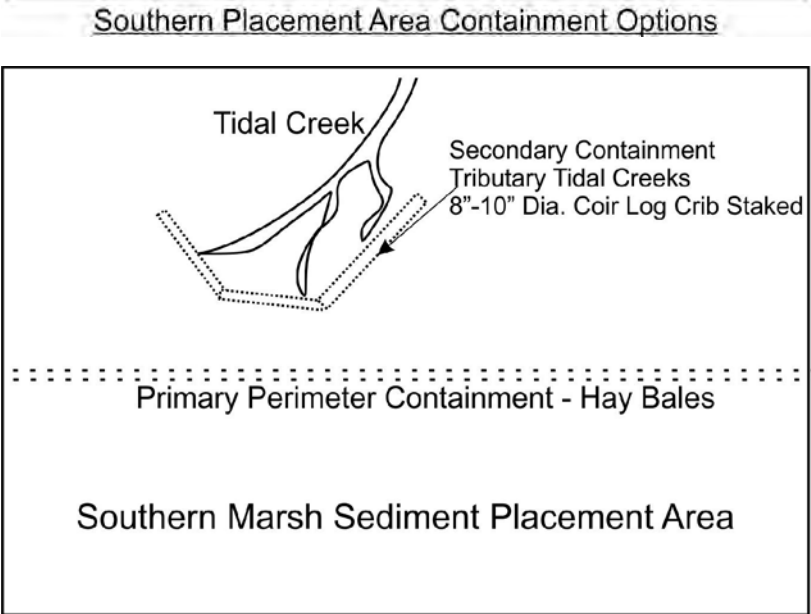 Southern Placement Area Containment Options
Tidal Creek
Secondary Containment
Tributary Tidal Creeks
8”-10” Dia. Coir Log Crib Staked
Primary Perimeter Containment - Hay Bales
Southern Marsh Sediment Placement Area